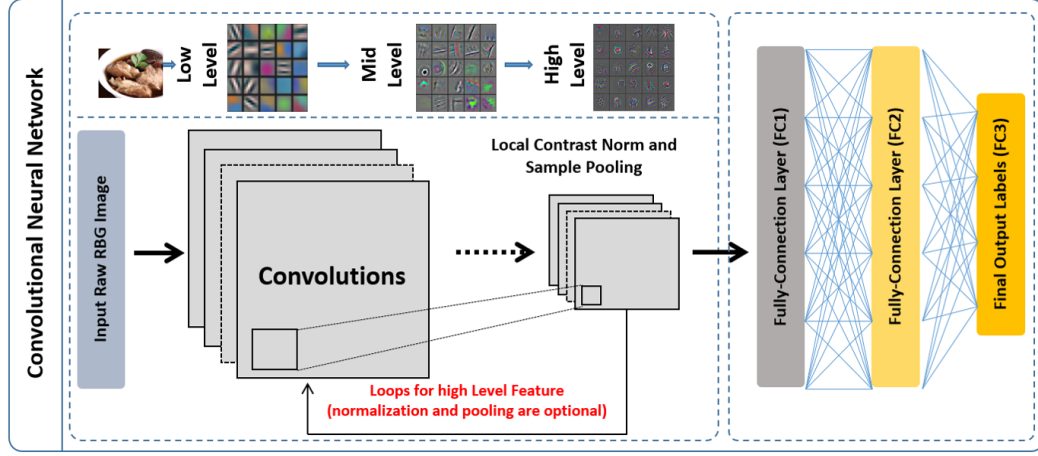 Convolutional Neural Network
Low
Level
Mid
Level
High
Level
Input Raw RBG Image
Convolutions
Local Contrast Norm and
Sample Pooling
Loops for high Level Feature
(normalization and pooling are optional)
Fully-Connection Layer (FC1)
Fully-Connection Layer (FC2)
Final Output Labels (FC3)